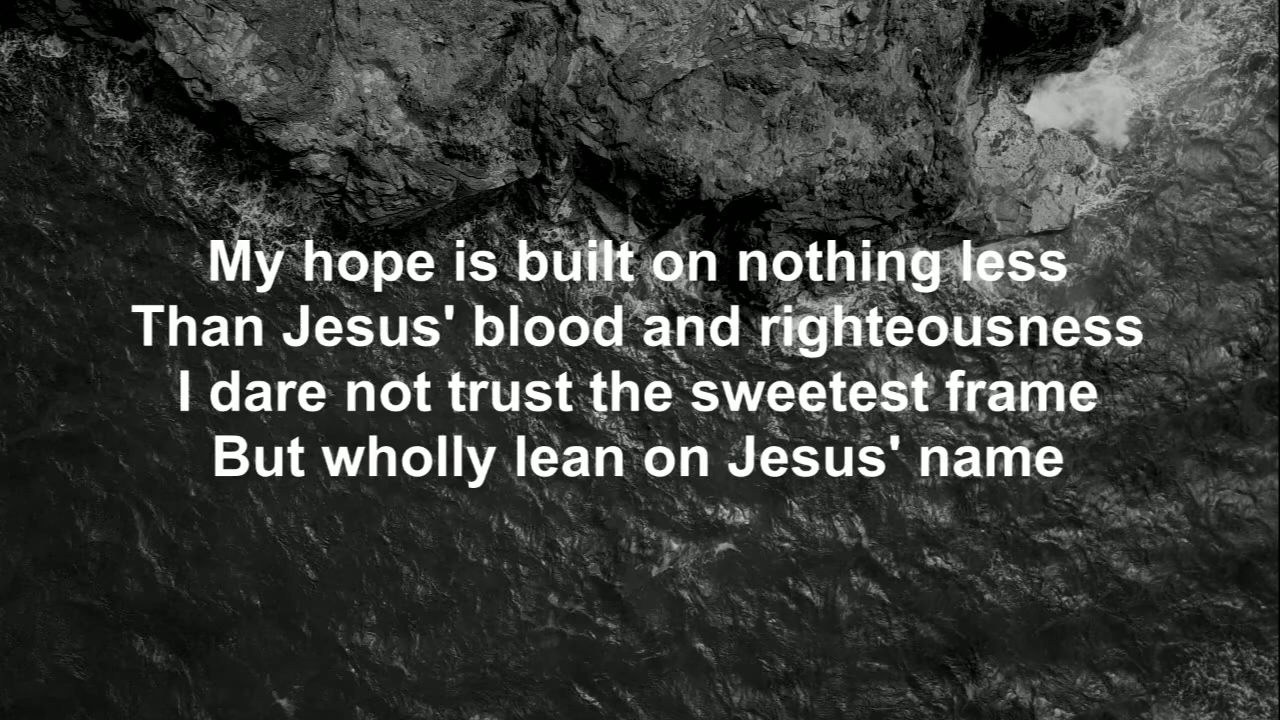 My hope is built on nothing less
Than Jesus' blood and righteousness
I dare not trust the sweetest frame
But wholly lean on Jesus' name